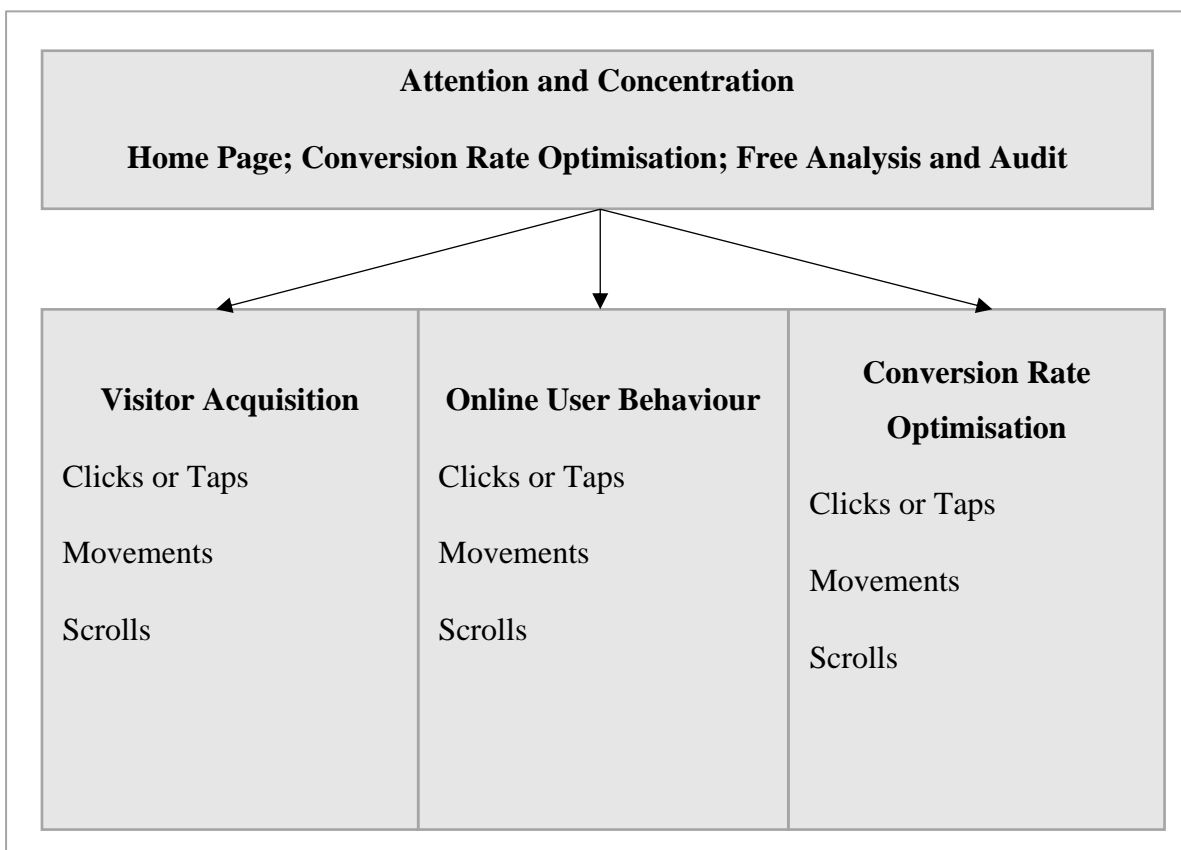 Attention and Concentration
Home Page; Conversion Rate Optimisation; Free Analysis and Audit
Visitor Acquisition
Clicks or Taps
Movements
Scrolls
Online User Behaviour
Clicks or Taps
Movements
Scrolls
Conversion Rate
Optimisation
Clicks or Taps
Movements
Scrolls